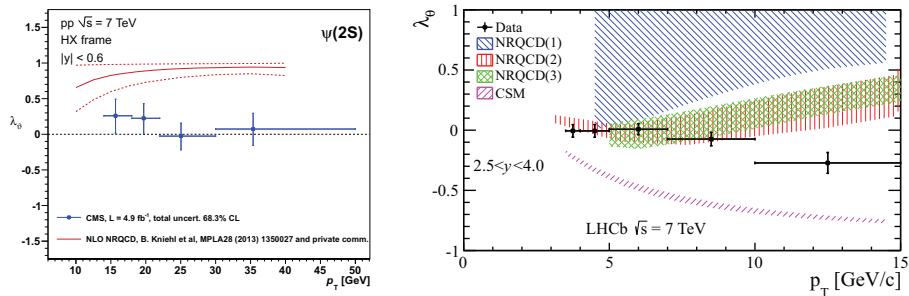 pp √s = 7 TeV
HX frame
|y| < 0.6
ψ(2S)
λ_θ
1.5
1
0.5
0
-0.5
-1
-1.5
CMS, L = 4.9 fb⁻¹, total uncert. 68.3% CL
NLO NRQCD, B. Kniehl et al, MPLA28 (2013) 1350027 and private comm.
10 15 20 25 30 35 40 45 50
p_T [GeV]
λ_θ
1
0.5
0
-0.5
-1
Data
NRQCD(1)
NRQCD(2)
NRQCD(3)
CSM
2.5<y<4.0
LHCb √s = 7 TeV
0 5 10 15
p_T [GeV/c]